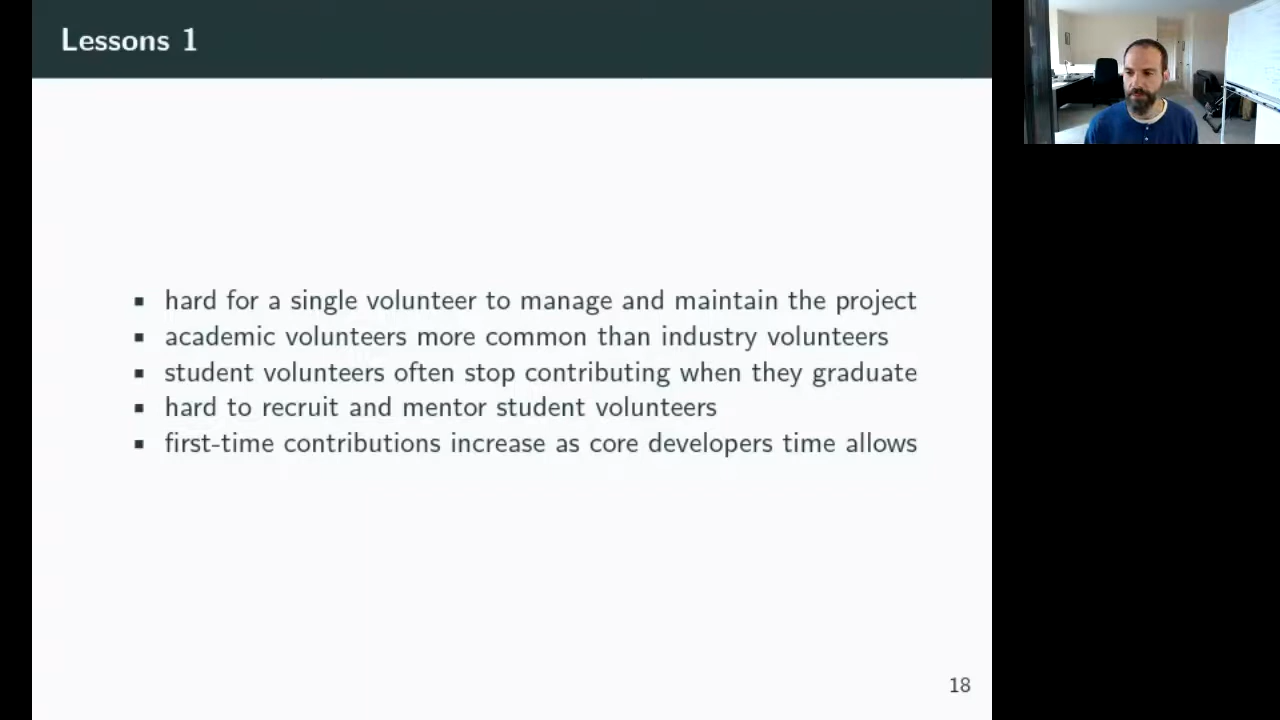 Lessons 1
▪ hard for a single volunteer to manage and maintain the project
▪ academic volunteers more common than industry volunteers
▪ student volunteers often stop contributing when they graduate
▪ hard to recruit and mentor student volunteers
▪ first-time contributions increase as core developers time allows
18